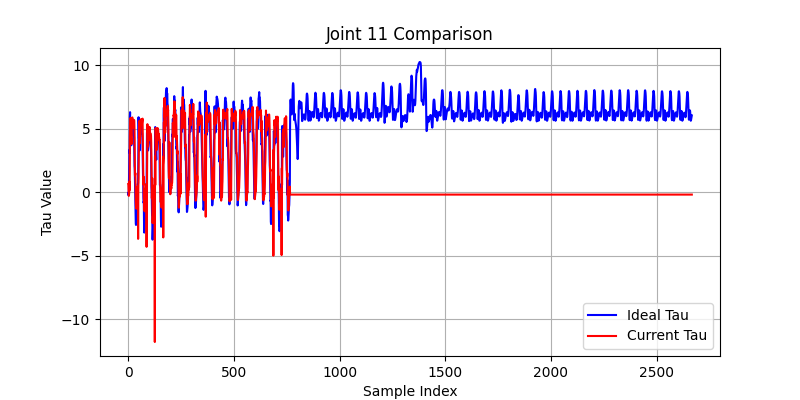 Joint 11 Comparison
Tau Value
10
5
0
−5
−10
0
500
1000
1500
2000
2500
Sample Index
Ideal Tau
Current Tau